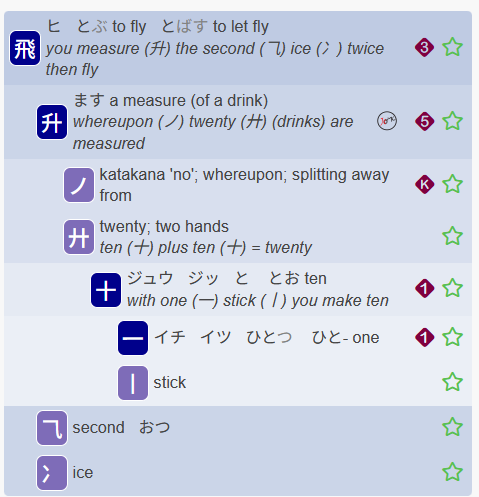 飛 ヒ とぶ to fly とばす to let fly 3
you measure (升) the second (⺄) ice (冫) twice
then fly
升 ます a measure (of a drink)
whereupon (ノ) twenty (廾) (drinks) are 5
measured
ノ katakana 'no'; whereupon; splitting away K
from
廾 twenty; two hands
ten (十) plus ten (十) = twenty
十 ジュウ ジッ と とお ten 1
with one (一) stick (丨) you make ten
一 イチ イツ ひとつ ひと- one 1
丨 stick
⺄ second おつ
冫 ice